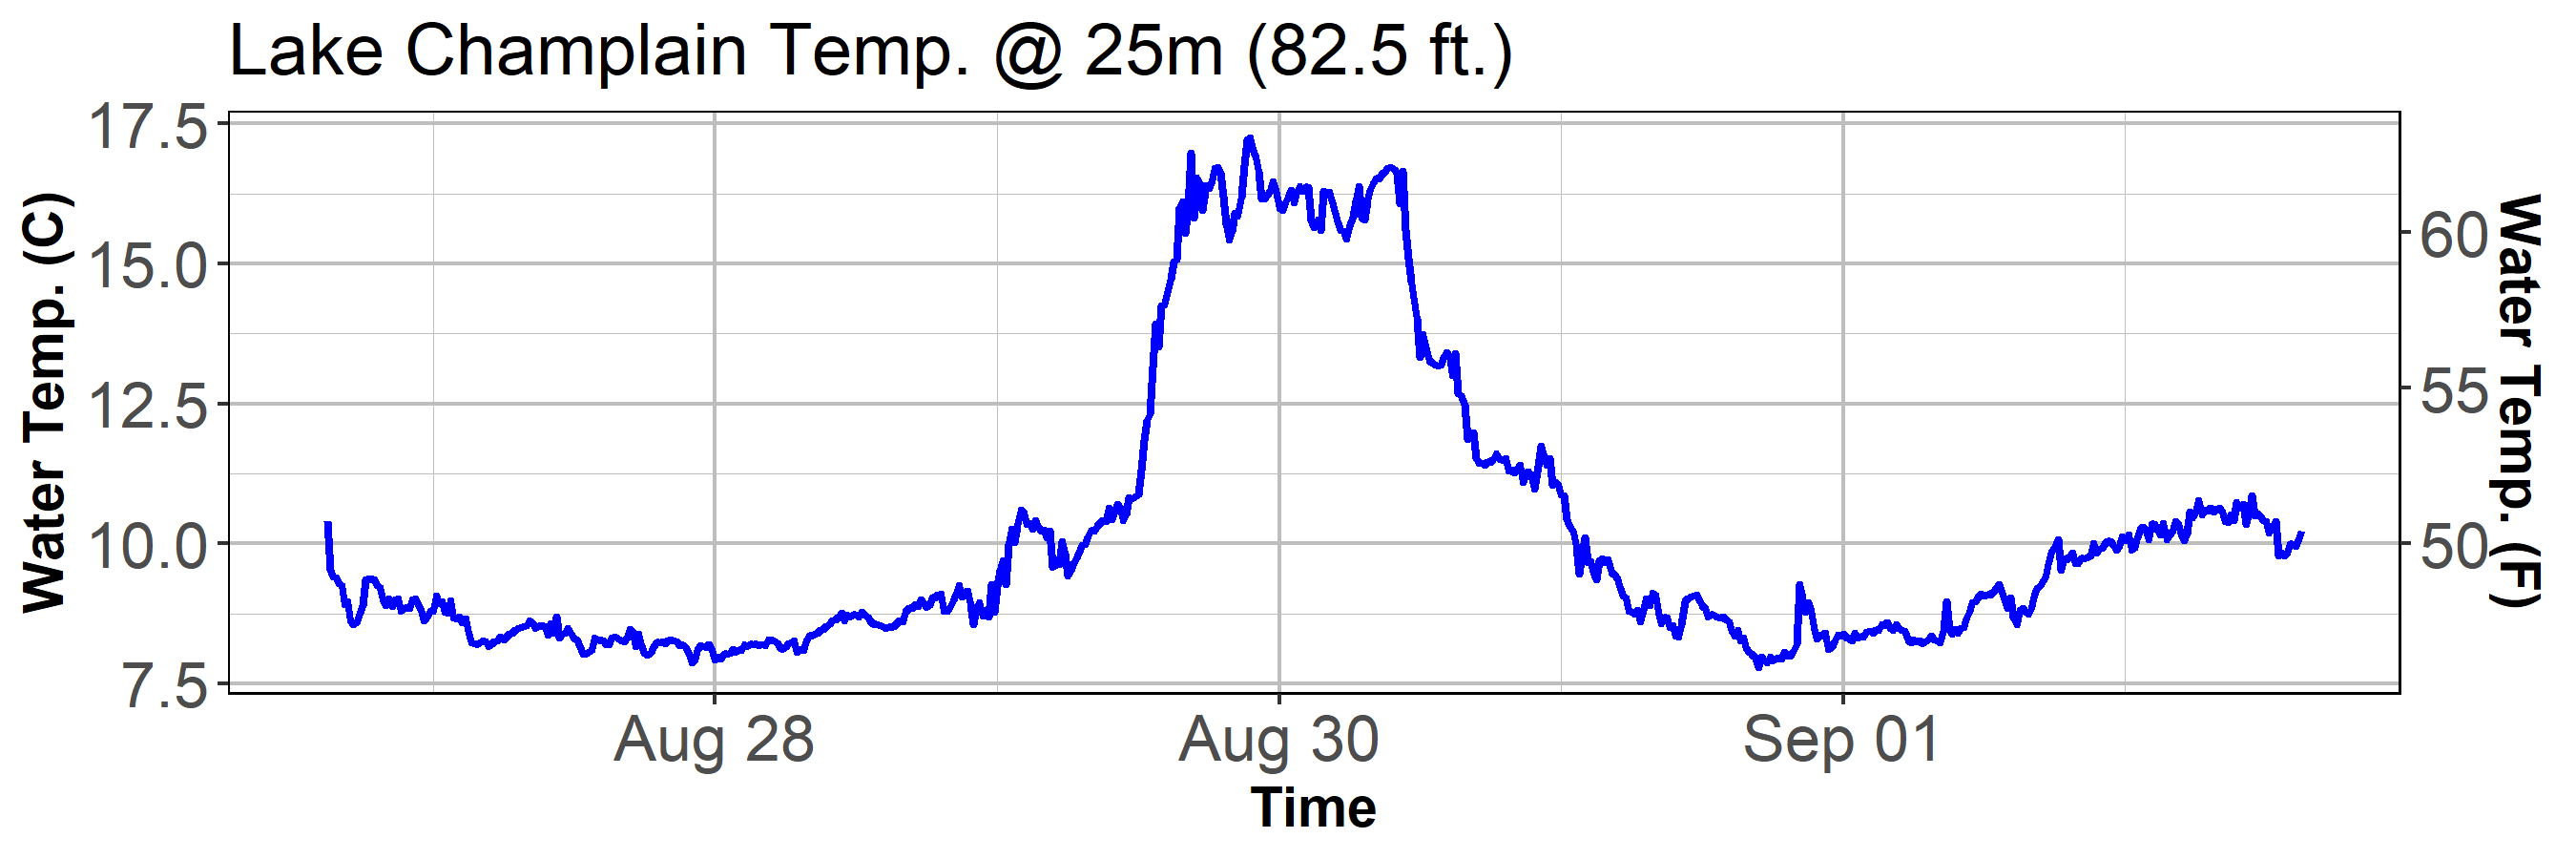 Lake Champlain Temp. @ 25m (82.5 ft.)
17.5
15.0
12.5
10.0
7.5
Water Temp. (C)
60
55
50
Water Temp. (F)
Aug 28
Aug 30
Sep 01
Time